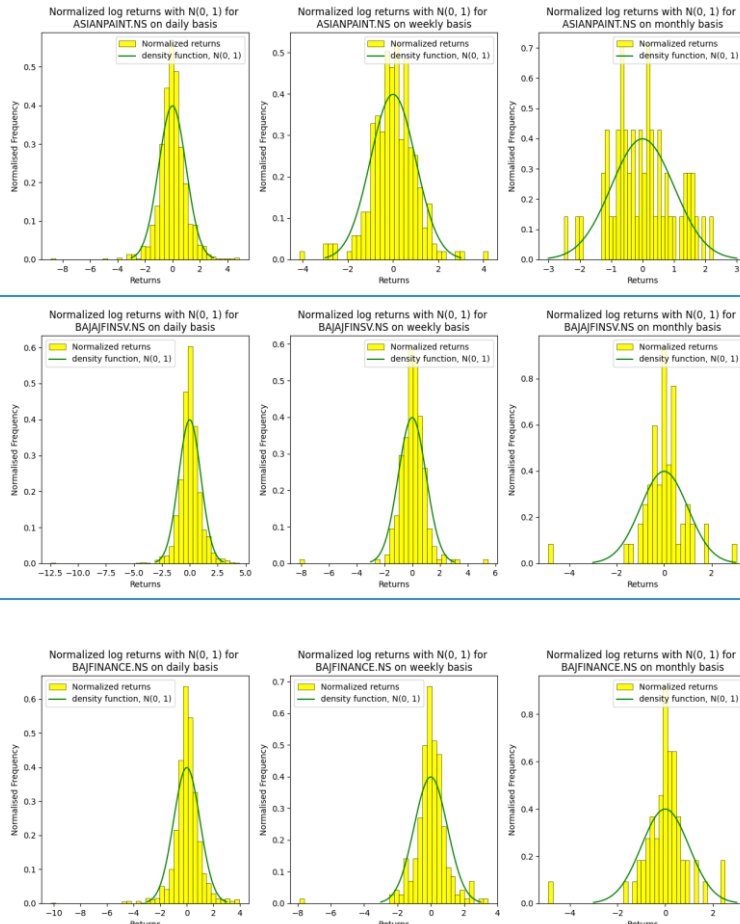 Normalized log returns with N(0, 1) for
ASIANPAINT.NS on daily basis
Normalized returns
density function, N(0, 1)
Normalised Frequency
0.5
0.4
0.3
0.2
0.1
0.0
−8
−6
−4
−2
0
2
4
Returns
Normalized log returns with N(0, 1) for
ASIANPAINT.NS on weekly basis
Normalized returns
density function, N(0, 1)
Normalised Frequency
0.5
0.4
0.3
0.2
0.1
0.0
−4
−2
0
2
4
Returns
Normalized log returns with N(0, 1) for
ASIANPAINT.NS on monthly basis
Normalized returns
density function, N(0, 1)
Normalised Frequency
0.7
0.6
0.5
0.4
0.3
0.2
0.1
0.0
−3
−2
−1
0
1
2
3
Returns
Normalized log returns with N(0, 1) for
BAJAJFINSV.NS on daily basis
Normalized returns
density function, N(0, 1)
Normalised Frequency
0.6
0.5
0.4
0.3
0.2
0.1
0.0
−12.5
−10.0
−7.5
−5.0
−2.5
0.0
2.5
5.0
Returns
Normalized log returns with N(0, 1) for
BAJAJFINSV.NS on weekly basis
Normalized returns
density function, N(0, 1)
Normalised Frequency
0.6
0.5
0.4
0.3
0.2
0.1
0.0
−8
−6
−4
−2
0
2
4
6
Returns
Normalized log returns with N(0, 1) for
BAJAJFINSV.NS on monthly basis
Normalized returns
density function, N(0, 1)
Normalised Frequency
0.8
0.6
0.4
0.2
0.0
−4
−2
0
2
Returns
Normalized log returns with N(0, 1) for
BAJFINANCE.NS on daily basis
Normalized returns
density function, N(0, 1)
Normalised Frequency
0.6
0.5
0.4
0.3
0.2
0.1
0.0
−10
−8
−6
−4
−2
0
2
4
Returns
Normalized log returns with N(0, 1) for
BAJFINANCE.NS on weekly basis
Normalized returns
density function, N(0, 1)
Normalised Frequency
0.7
0.6
0.5
0.4
0.3
0.2
0.1
0.0
−8
−6
−4
−2
0
2
4
Returns
Normalized log returns with N(0, 1) for
BAJFINANCE.NS on monthly basis
Normalized returns
density function, N(0, 1)
Normalised Frequency
0.8
0.6
0.4
0.2
0.0
−4
−2
0
2
Returns